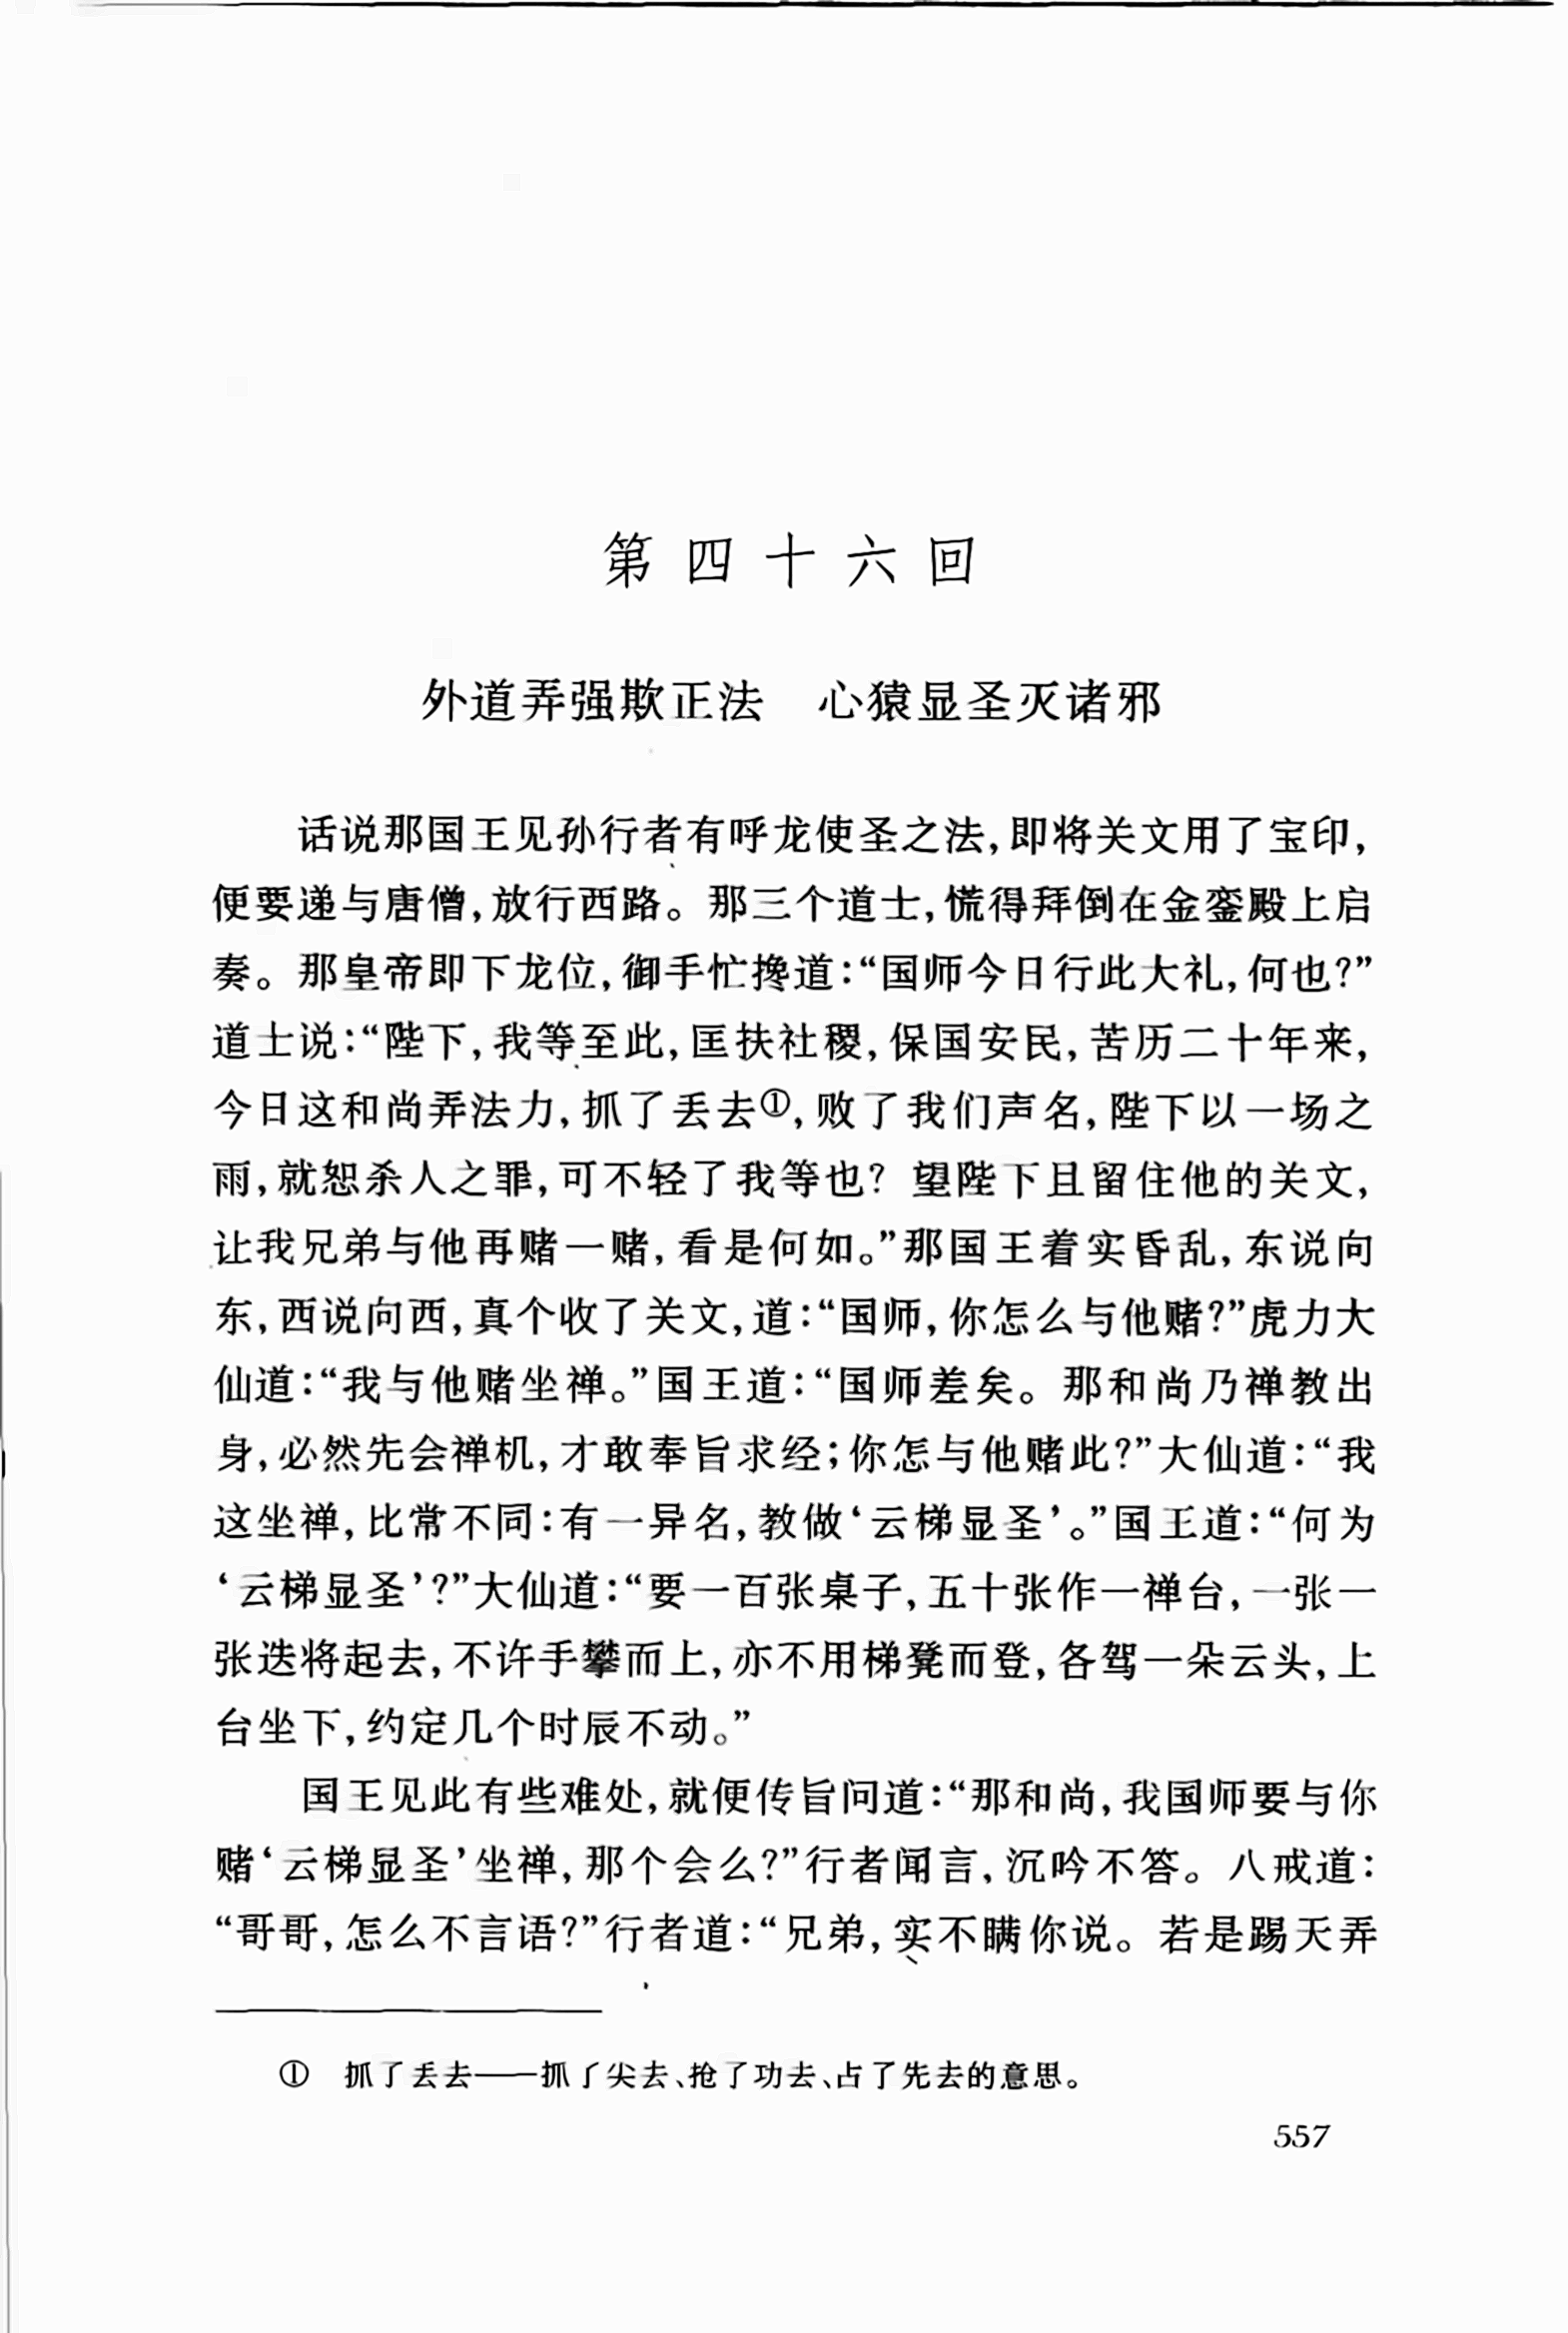 第四十六回
外道弄强欺正法　心猿显圣灭诸邪
话说那国王见孙行者有呼龙使圣之法,即将关文用了宝印,
便要递与唐僧,放行西路。那三个道士,慌得拜倒在金銮殿上启
奏。那皇帝即下龙位,御手忙搀道:“国师今日行此大礼,何也?”
道士说:“陛下,我等至此,匡扶社稷,保国安民,苦历二十年来,
今日这和尚弄法力,抓了丢去①,败了我们声名,陛下以一场之
雨,就恕杀人之罪,可不轻了我等也? 望陛下且留住他的关文,
让我兄弟与他再赌一赌,看是何如。”那国王着实昏乱,东说向
东,西说向西,真个收了关文,道:“国师,你怎么与他赌?”虎力大
仙道:“我与他赌坐禅。”国王道:“国师差矣。那和尚乃禅教出
身,必然先会禅机,才敢奉旨求经;你怎与他赌此?”大仙道:“我
这坐禅,比常不同:有一异名,教做‘云梯显圣’。”国王道:“何为
‘云梯显圣’?”大仙道:“要一百张桌子,五十张作一禅台,一张一
张迭将起去,不许手攀而上,亦不用梯凳而登,各驾一朵云头,上
台坐下,约定几个时辰不动。”
国王见此有些难处,就便传旨问道:“那和尚,我国师要与你
赌‘云梯显圣’坐禅,那个会么?”行者闻言,沉吟不答。八戒道:
“哥哥,怎么不言语?”行者道:“兄弟,实不瞒你说。若是踢天弄
①　抓了丢去——抓了尖去、抢了功去、占了先去的意思。
557